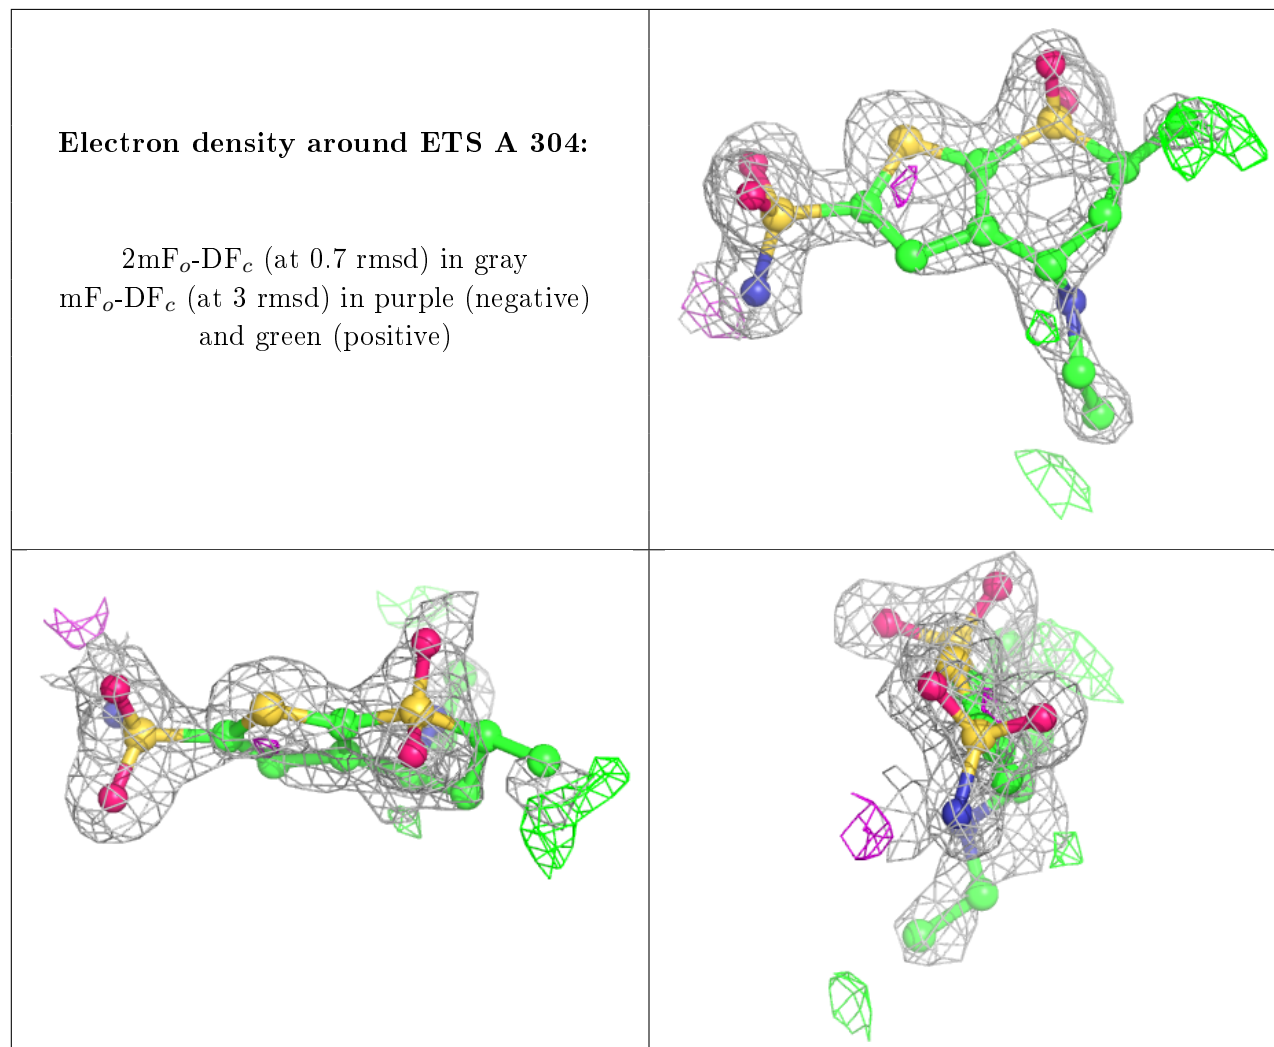 Electron density around ETS A 304:
2mFo-DFc (at 0.7 rmsd) in gray
mFo-DFc (at 3 rmsd) in purple (negative)
and green (positive)